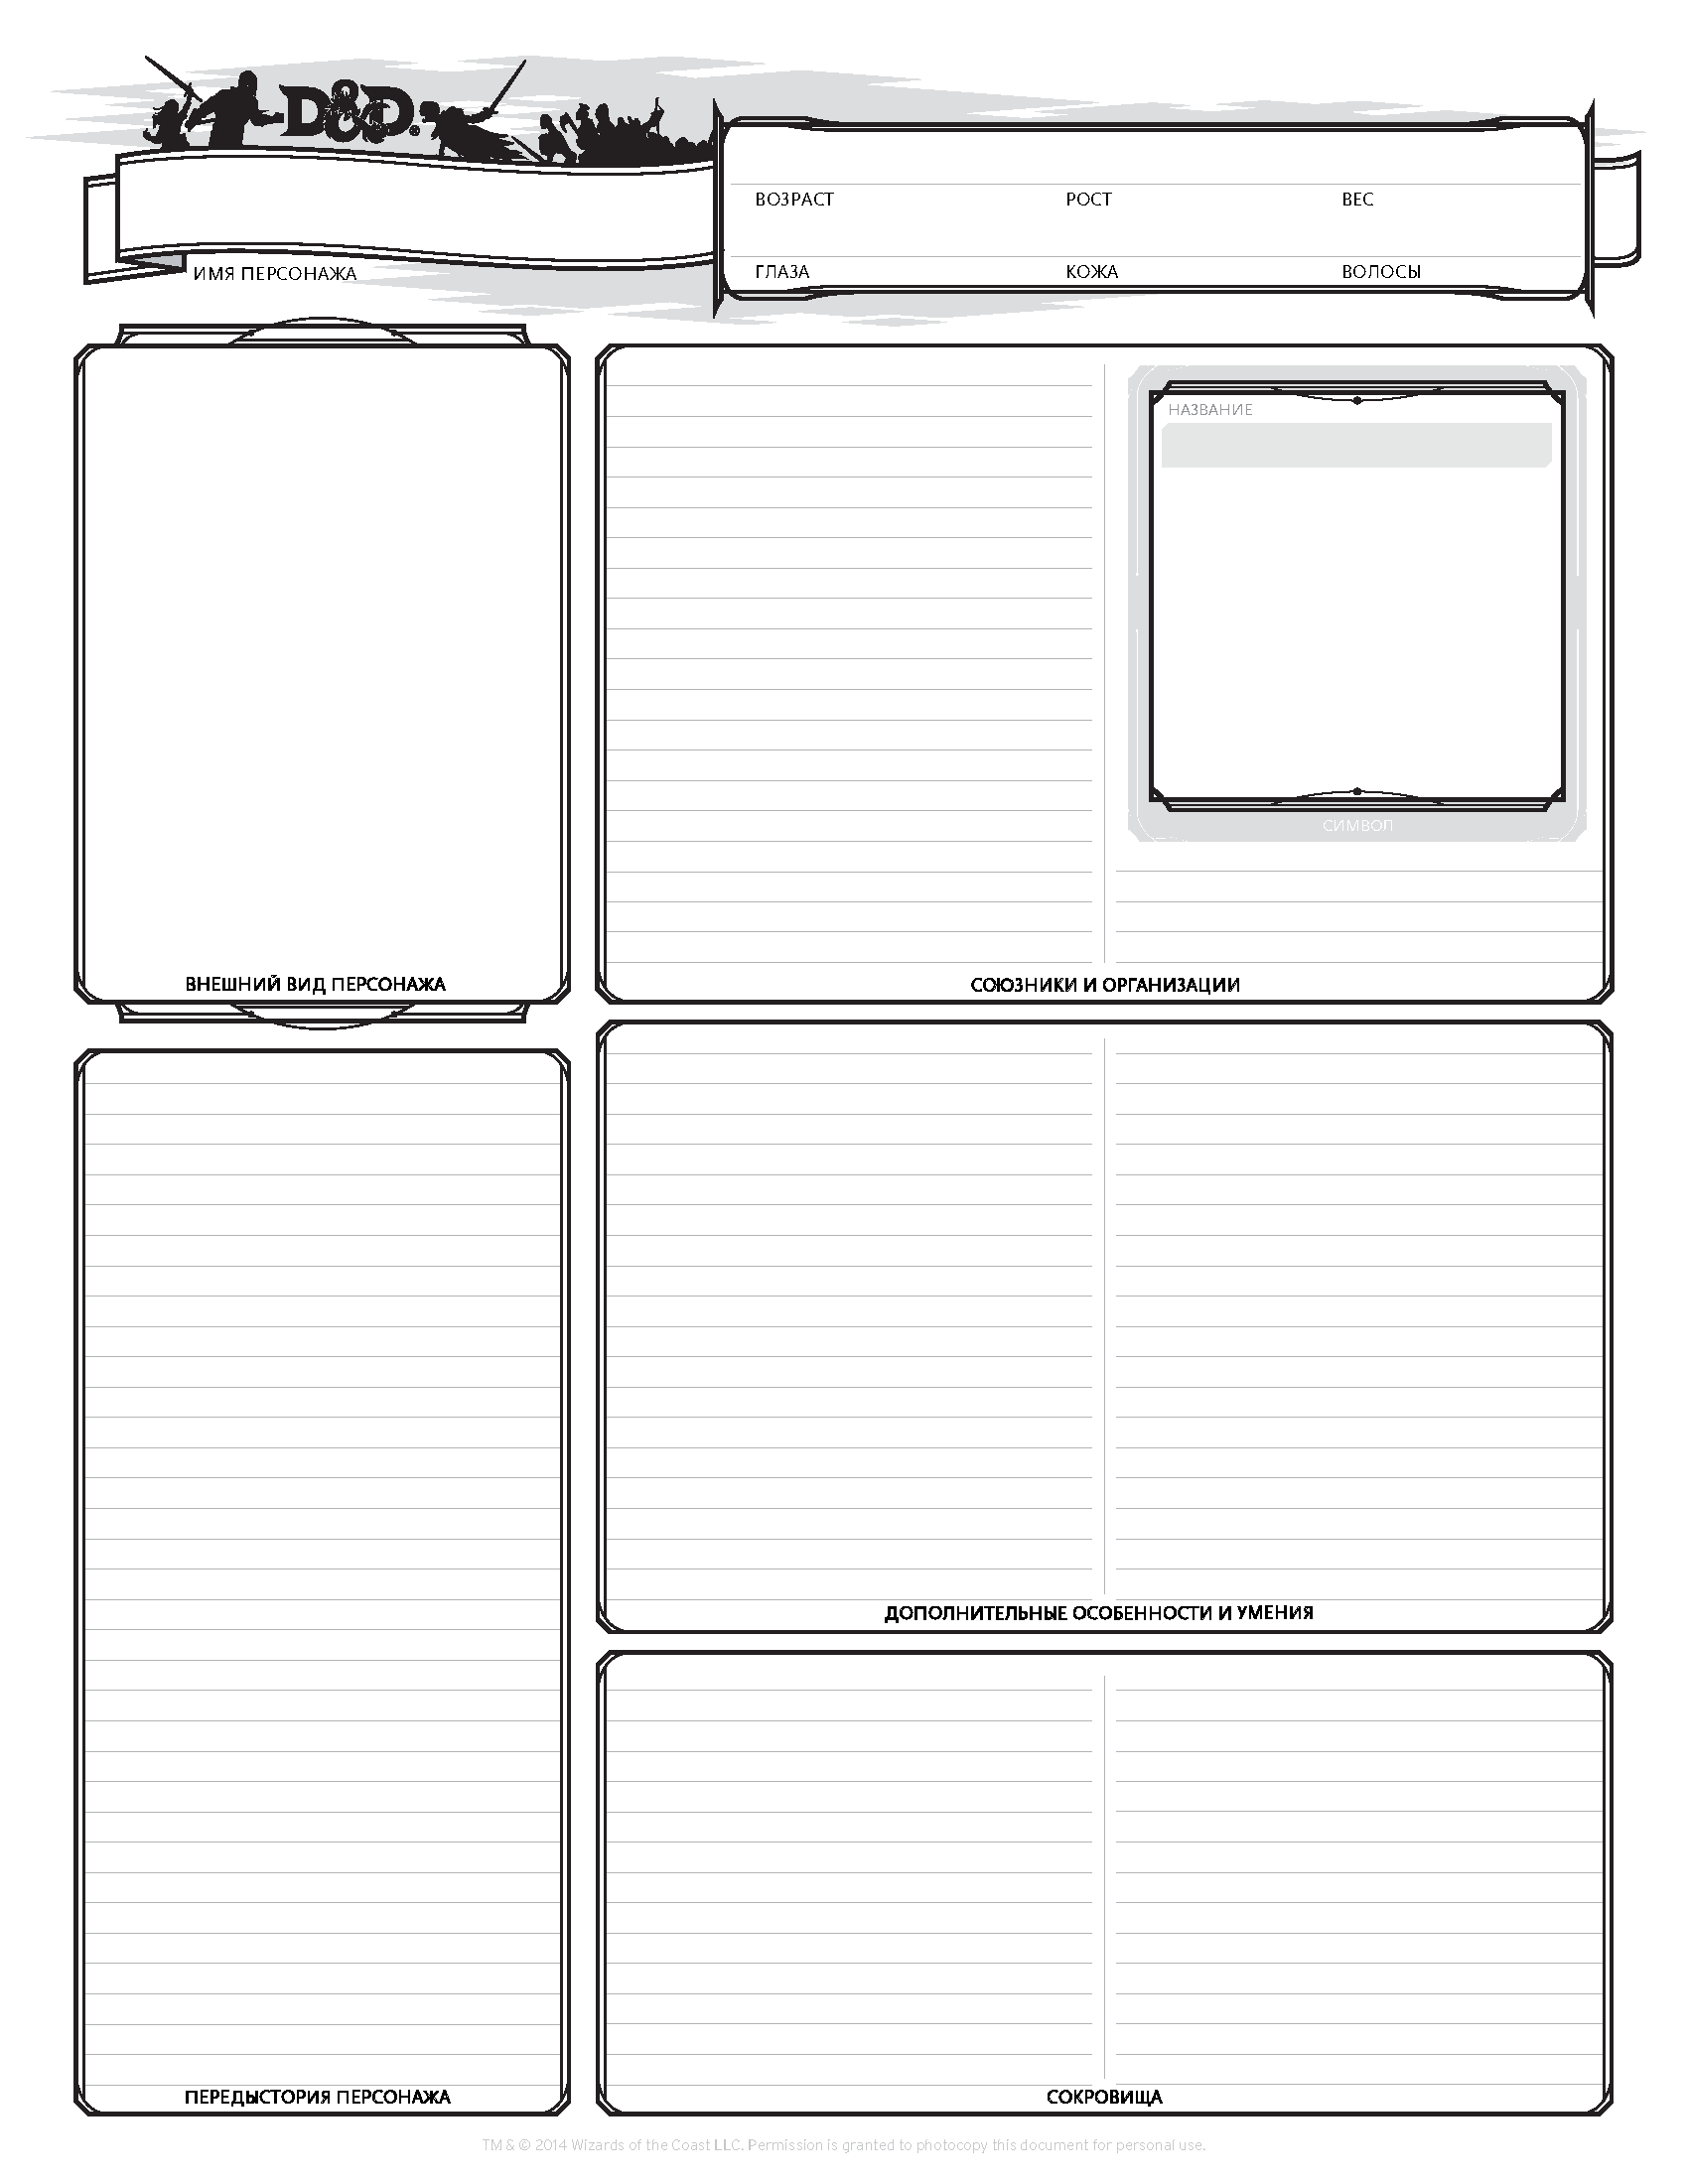 D&D®
ВОЗРАСТ РОСТ ВЕС
ИМЯ ПЕРСОНАЖА
ГЛАЗА КОЖА ВОЛОСЫ
НАЗВАНИЕ
СИМВОЛ
ВНЕШНИЙ ВИД ПЕРСОНАЖА
СОЮЗНИКИ И ОРГАНИЗАЦИИ
ДОПОЛНИТЕЛЬНЫЕ ОСОБЕННОСТИ И УМЕНИЯ
ПЕРЕДЫСТОРИЯ ПЕРСОНАЖА
СОКРОВИЩА
TM & © 2014 Wizards of the Coast LLC. Permission is granted to photocopy this document for personal use.